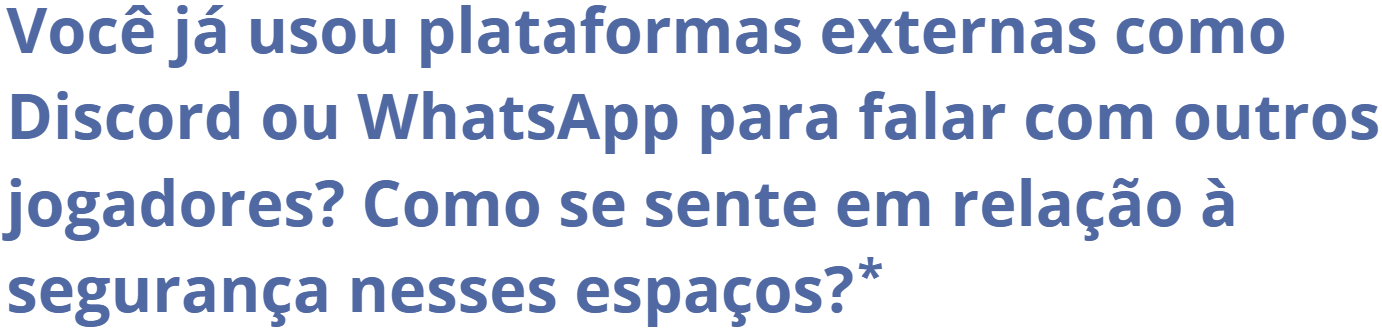 Você já usou plataformas externas como
Discord ou WhatsApp para falar com outros
jogadores? Como se sente em relação à
segurança nesses espaços?*